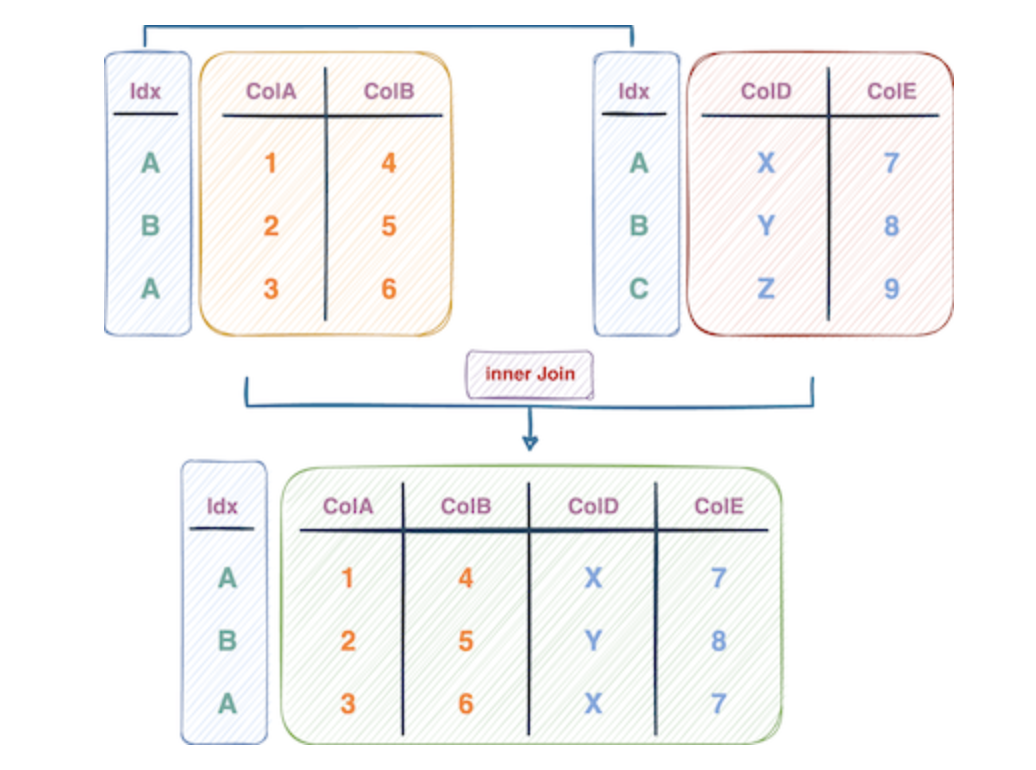 Idx ColA ColB Idx ColD ColE
A 1 4 A X 7
B 2 5 B Y 8
A 3 6 C Z 9
inner Join
Idx ColA ColB ColD ColE
A 1 4 X 7
B 2 5 Y 8
A 3 6 X 7